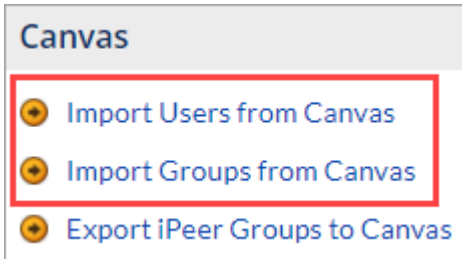 Canvas
Import Users from Canvas
Import Groups from Canvas
Export iPeer Groups to Canvas